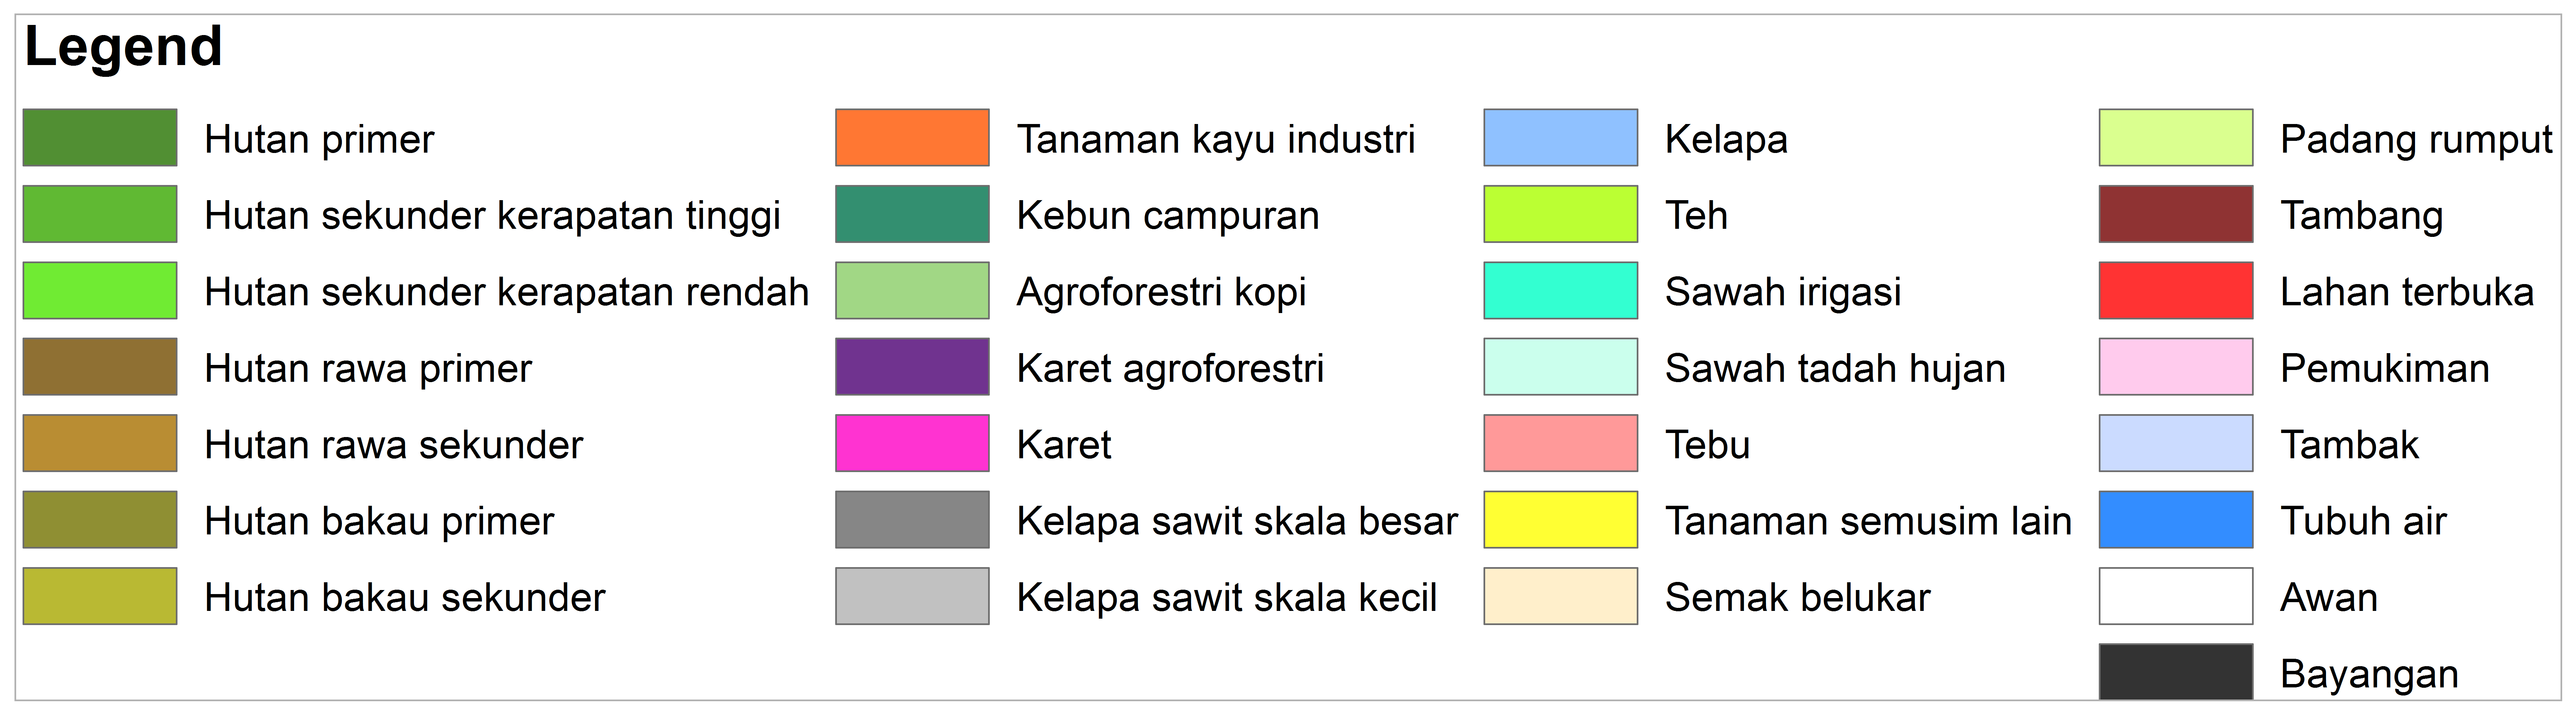 Legend
Hutan primer
Hutan sekunder kerapatan tinggi
Hutan sekunder kerapatan rendah
Hutan rawa primer
Hutan rawa sekunder
Hutan bakau primer
Hutan bakau sekunder
Tanaman kayu industri
Kebun campuran
Agroforestri kopi
Karet agroforestri
Karet
Kelapa sawit skala besar
Kelapa sawit skala kecil
Kelapa
Teh
Sawah irigasi
Sawah tadah hujan
Tebu
Tanaman semusim lain
Semak belukar
Padang rumput
Tambang
Lahan terbuka
Pemukiman
Tambak
Tubuh air
Awan
Bayangan